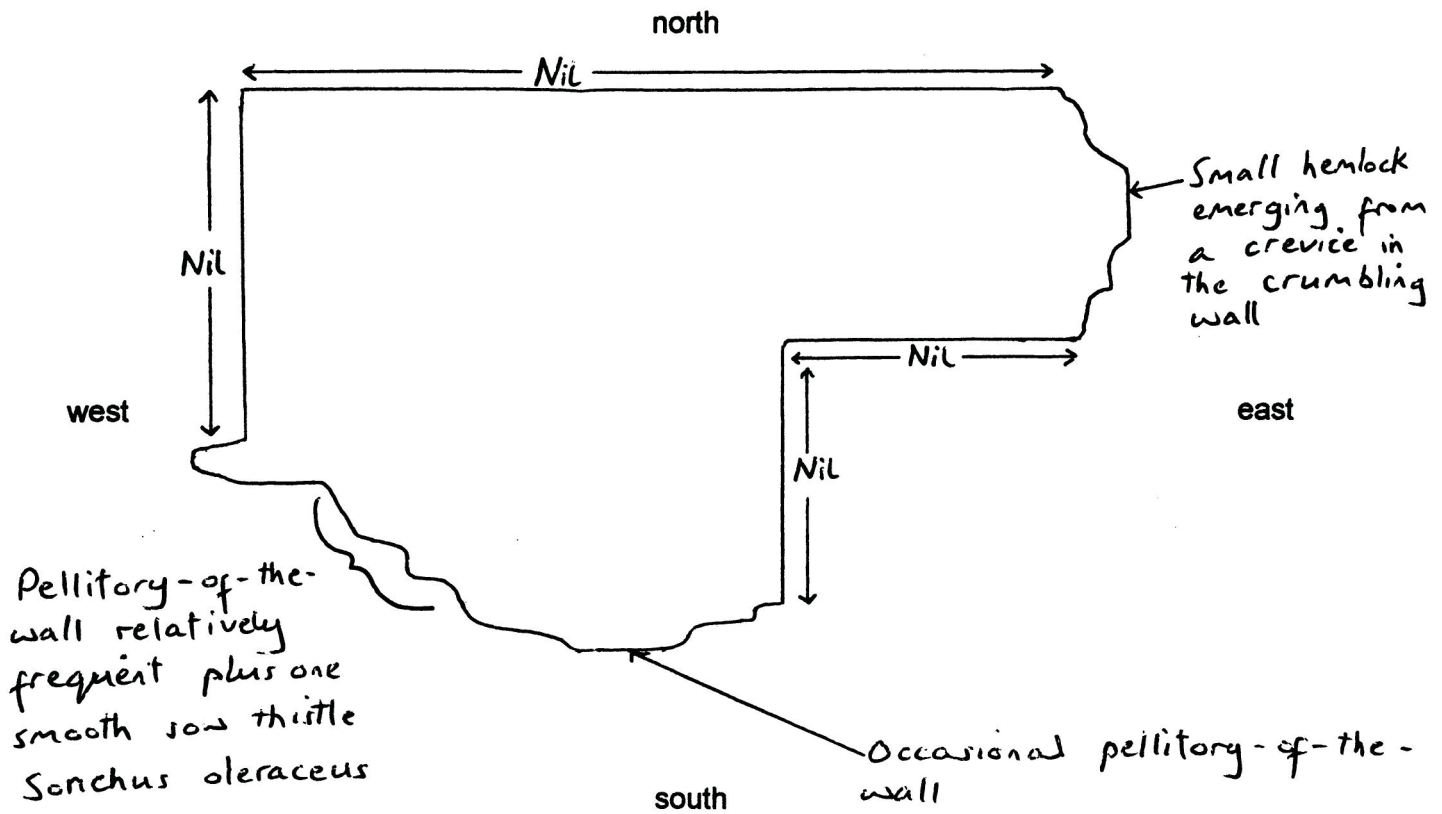 north
Nil
Small hemlock
emerging from
a crevice in
the crumbling
wall
Nil
Nil
west
east
Nil
Pellitory-of-the-
wall relatively
frequent plus one
smooth sow thistle
Sonchus oleraceus
Occasional pellitory-of-the-
wall
south